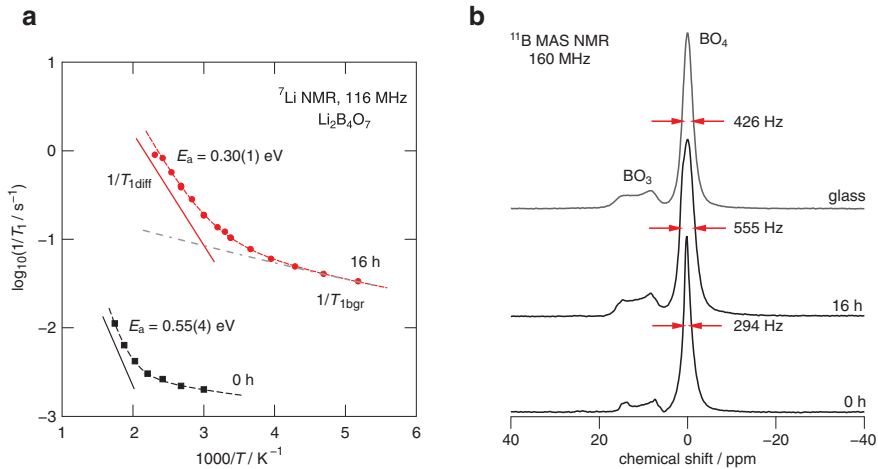 a
⁷Li NMR, 116 MHz
Li₂B₄O₇
Eₐ = 0.30(1) eV
1/T₁diff
16 h
1/T₁bgr
Eₐ = 0.55(4) eV
0 h
log₁₀(1/T₁ / s⁻¹)
1
0
−1
−2
−3
1 2 3 4 5 6
1000/T / K⁻¹
b
¹¹B MAS NMR
160 MHz
BO₄
426 Hz
BO₃
glass
555 Hz
16 h
294 Hz
0 h
40 20 0 −20 −40
chemical shift / ppm